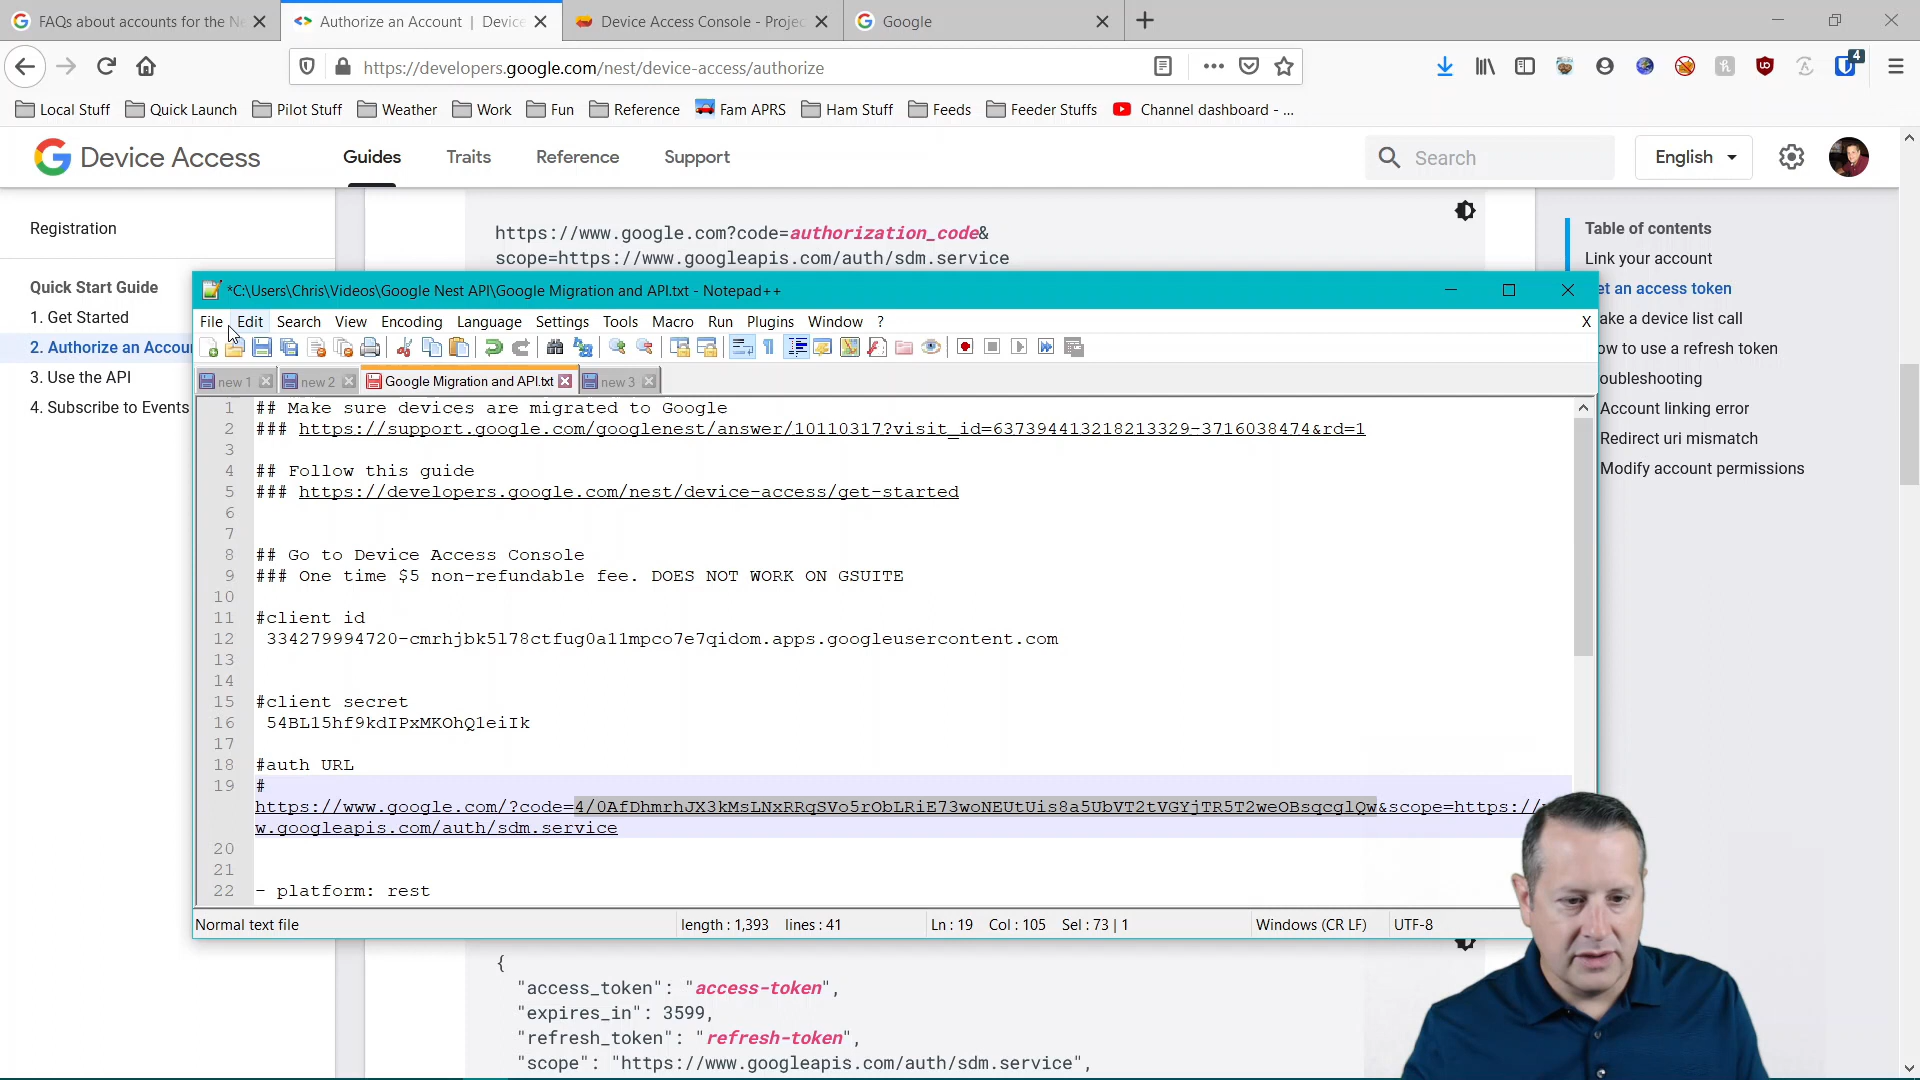 FAQs about accounts for the Ne
Authorize an Account | Device
Device Access Console - Projec
Google
https://developers.google.com/nest/device-access/authorize
4
Local Stuff
Quick Launch
Pilot Stuff
Weather
Work
Fun
Reference
Fam APRS
Ham Stuff
Feeds
Feeder Stuffs
Channel dashboard - ...
Device Access
Guides
Traits
Reference
Support
Search
English
Registration
Quick Start Guide
1. Get Started
2. Authorize an Accou
3. Use the API
4. Subscribe to Events
https://www.google.com?code=authorization_code&
scope=https://www.googleapis.com/auth/sdm.service
Table of contents
Link your account
et an access token
ake a device list call
ow to use a refresh token
oubleshooting
Account linking error
Redirect uri mismatch
Modify account permissions
*C:\Users\Chris\Videos\Google Nest API\Google Migration and API.txt - Notepad++
File Edit Search View Encoding Language Settings Tools Macro Run Plugins Window ? X
new 1
new 2
Google Migration and API.txt
new 3
1 ## Make sure devices are migrated to Google
2 ### https://support.google.com/googlenest/answer/10110317?visit_id=637394413218213329-3716038474&rd=1
3
4 ## Follow this guide
5 ### https://developers.google.com/nest/device-access/get-started
6
7
8 ## Go to Device Access Console
9 ### One time $5 non-refundable fee. DOES NOT WORK ON GSUITE
10
11 #client id
12 334279994720-cmrhjbk5l78ctfug0a11mpco7e7qidom.apps.googleusercontent.com
13
14
15 #client secret
16 54BL15hf9kdIPxMKOhQ1eiIk
17
18 #auth URL
19 #
https://www.google.com/?code=4/0AfDhmrhJX3kMsLNxRRqSVo5rObLRiE73woNEUtUis8a5UbVT2tVGYjTR5T2weOBsqcglQw&scope=https://
w.googleapis.com/auth/sdm.service
20
21
22 - platform: rest
Normal text file
length : 1,393 lines : 41
Ln : 19 Col : 105 Sel : 73 | 1
Windows (CR LF)
UTF-8
{
"access_token": "access-token",
"expires_in": 3599,
"refresh_token": "refresh-token",
"scope": "https://www.googleapis.com/auth/sdm.service",